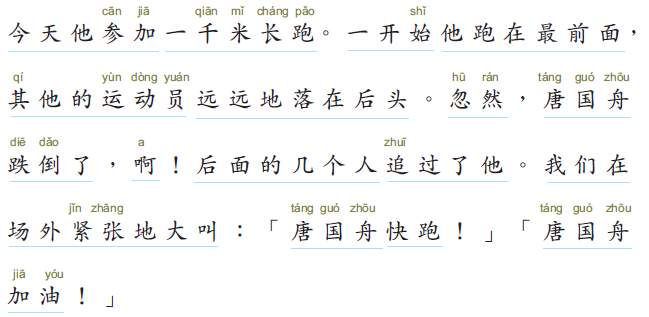 cān jiā qiān mǐ cháng pǎo shǐ
今天他参加一千米长跑。一开始他跑在最前面，
qí yùn dòng yuán hū rán táng guó zhōu
其他的运动员远远地落在后头。忽然，唐国舟
diē dǎo a zhuī
跌倒了，啊！后面的几个人追过了他。我们在
jǐn zhāng táng guó zhōu táng guó zhōu
场外紧张地大叫：「唐国舟快跑！」「唐国舟
jiā yóu
加油！」